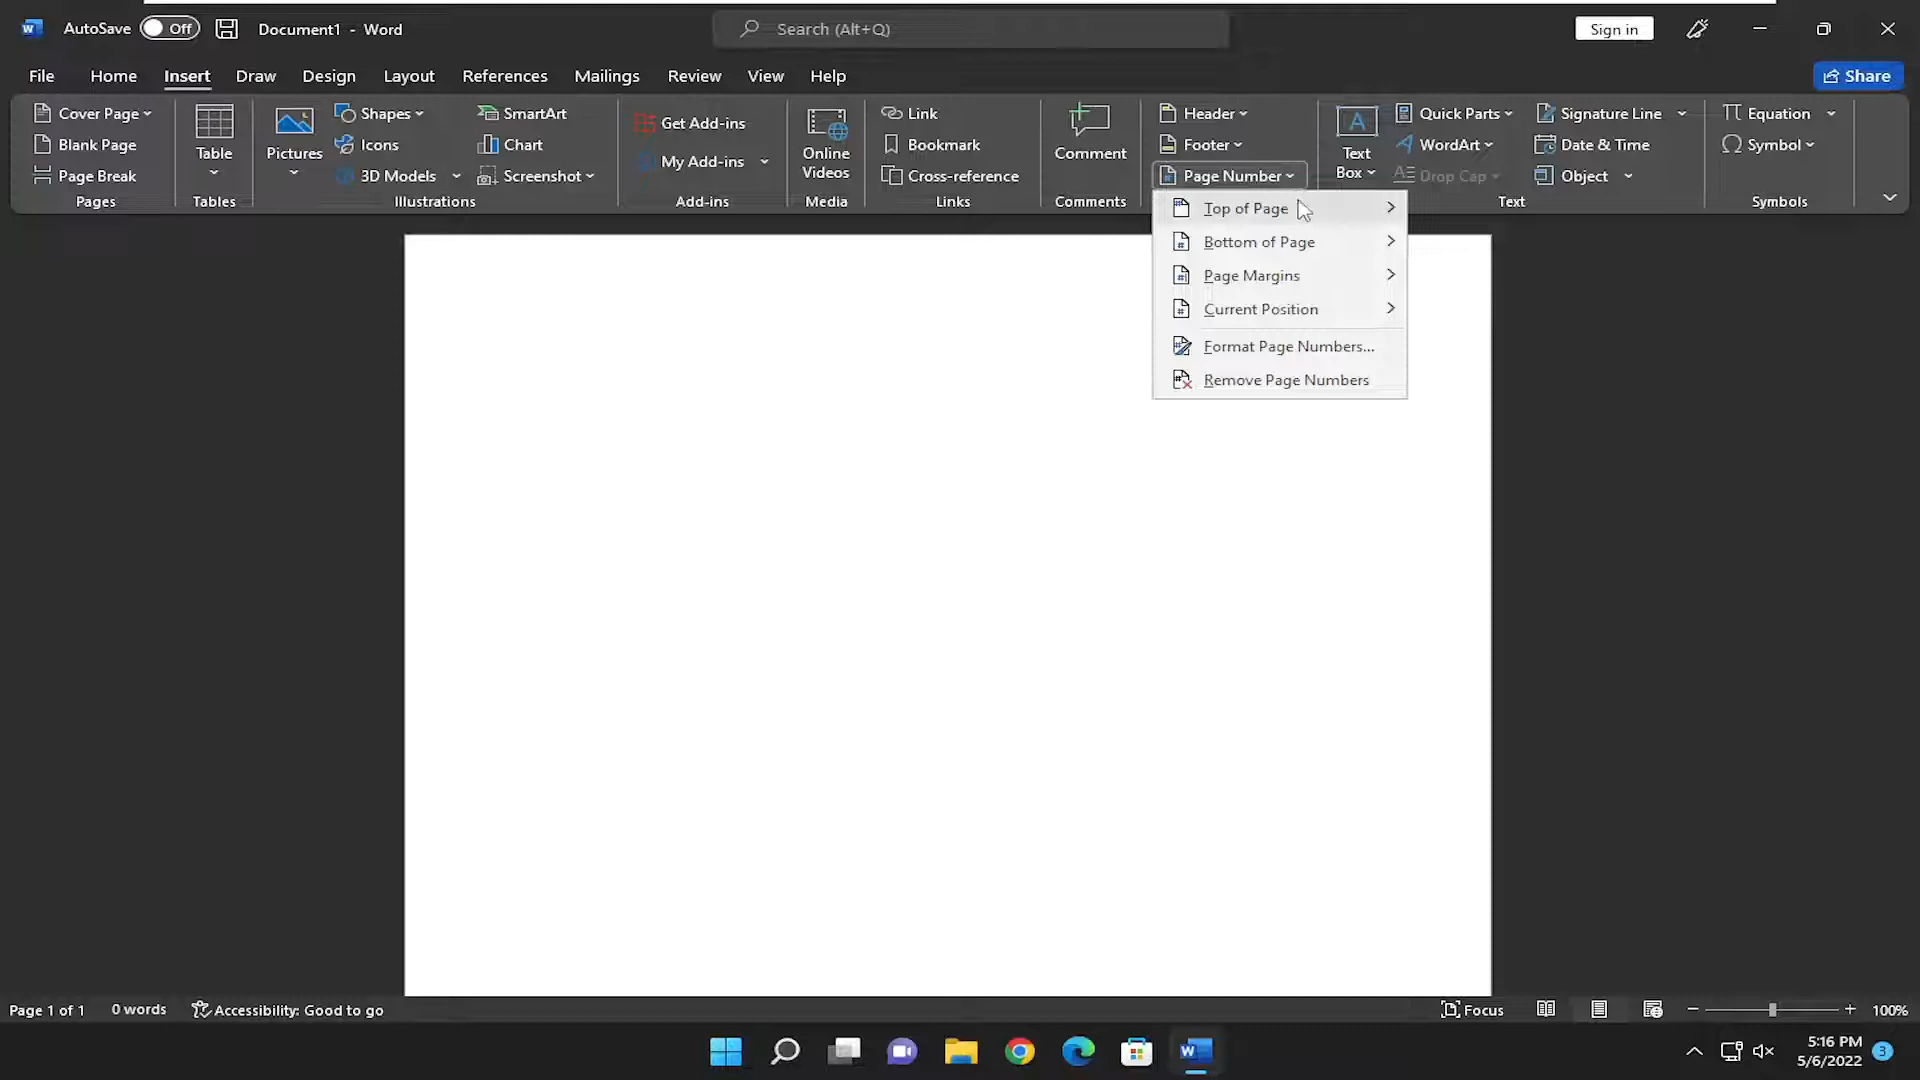 AutoSave Off Document1 - Word Search (Alt+Q) Sign in
File Home Insert Draw Design Layout References Mailings Review View Help Share
Cover Page
Blank Page
Page Break
Pages
Table
Tables
Pictures
Shapes
Icons
3D Models
SmartArt
Chart
Screenshot
Illustrations
Get Add-ins
My Add-ins
Add-ins
Online
Videos
Media
Link
Bookmark
Cross-reference
Links
Comment
Comments
Header
Footer
Page Number
Text
Box
Quick Parts
WordArt
Drop Cap
Signature Line
Date & Time
Object
Text
Equation
Symbol
Symbols
Top of Page
Bottom of Page
Page Margins
Current Position
Format Page Numbers...
Remove Page Numbers
Page 1 of 1 0 words Accessibility: Good to go Focus 100%
5:16 PM
5/6/2022
3